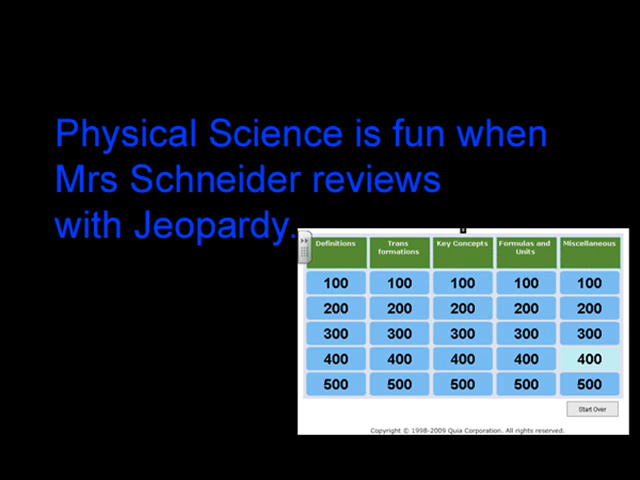 Physical Science is fun when
Mrs Schneider reviews
with Jeopardy.
Definitions Trans formations Key Concepts Formulas and Units Miscellaneous
100 100 100 100 100
200 200 200 200 200
300 300 300 300 300
400 400 400 400 400
500 500 500 500 500
Start Over
Copyright © 1998-2009 Quia Corporation. All rights reserved.